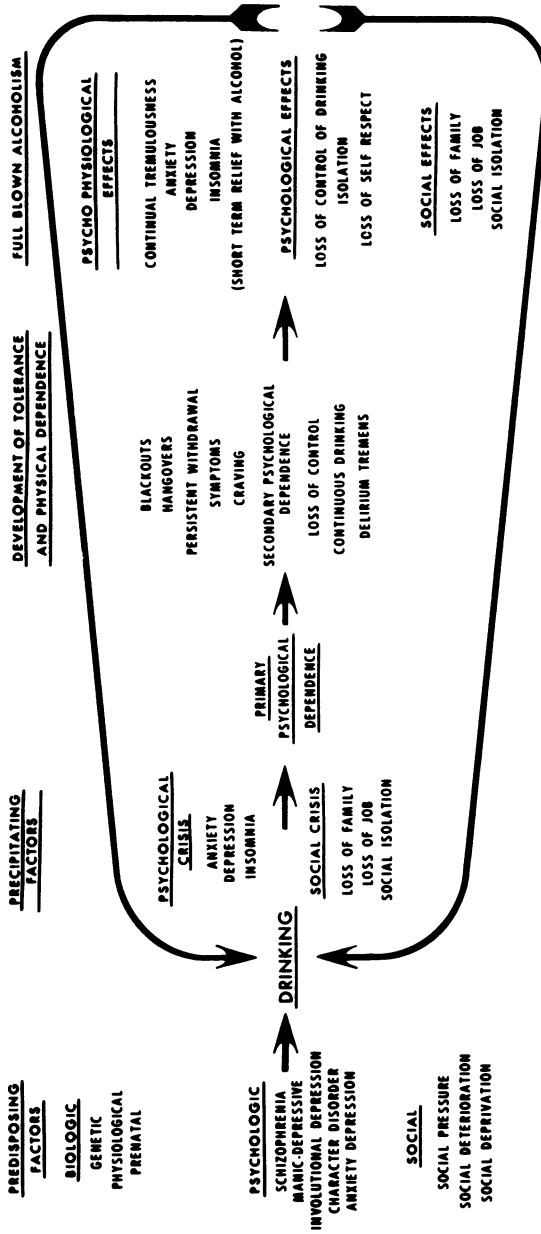 PREDISPOSING
FACTORS
BIOLOGIC
GENETIC
PHYSIOLOGICAL
PRENATAL
PSYCHOLOGIC
SCHIZOPHRENIA
MANIC-DEPRESSIVE
INVOLUTIONAL DEPRESSION
CHARACTER DISORDER
ANXIETY DEPRESSION
SOCIAL
SOCIAL PRESSURE
SOCIAL DETERIORATION
SOCIAL DEPRIVATION
DRINKING
PRECIPITATING
FACTORS
PSYCHOLOGICAL
CRISIS
ANXIETY
DEPRESSION
INSOMNIA
SOCIAL CRISIS
LOSS OF FAMILY
LOSS OF JOB
SOCIAL ISOLATION
PRIMARY
PSYCHOLOGICAL
DEPENDENCE
DEVELOPMENT OF TOLERANCE
AND PHYSICAL DEPENDENCE
BLACKOUTS
HANGOVERS
PERSISTENT WITHDRAWAL
SYMPTOMS
CRAVING
SECONDARY PSYCHOLOGICAL
DEPENDENCE
LOSS OF CONTROL
CONTINUOUS DRINKING
DELIRIUM TREMENS
FULL BLOWN ALCOHOLISM
PSYCHO PHYSIOLOGICAL
EFFECTS
CONTINUAL TREMULOUSNESS
ANXIETY
DEPRESSION
INSOMNIA
(SHORT TERM RELIEF WITH ALCOHOL)
PSYCHOLOGICAL EFFECTS
LOSS OF CONTROL OF DRINKING
ISOLATION
LOSS OF SELF RESPECT
SOCIAL EFFECTS
LOSS OF FAMILY
LOSS OF JOB
SOCIAL ISOLATION